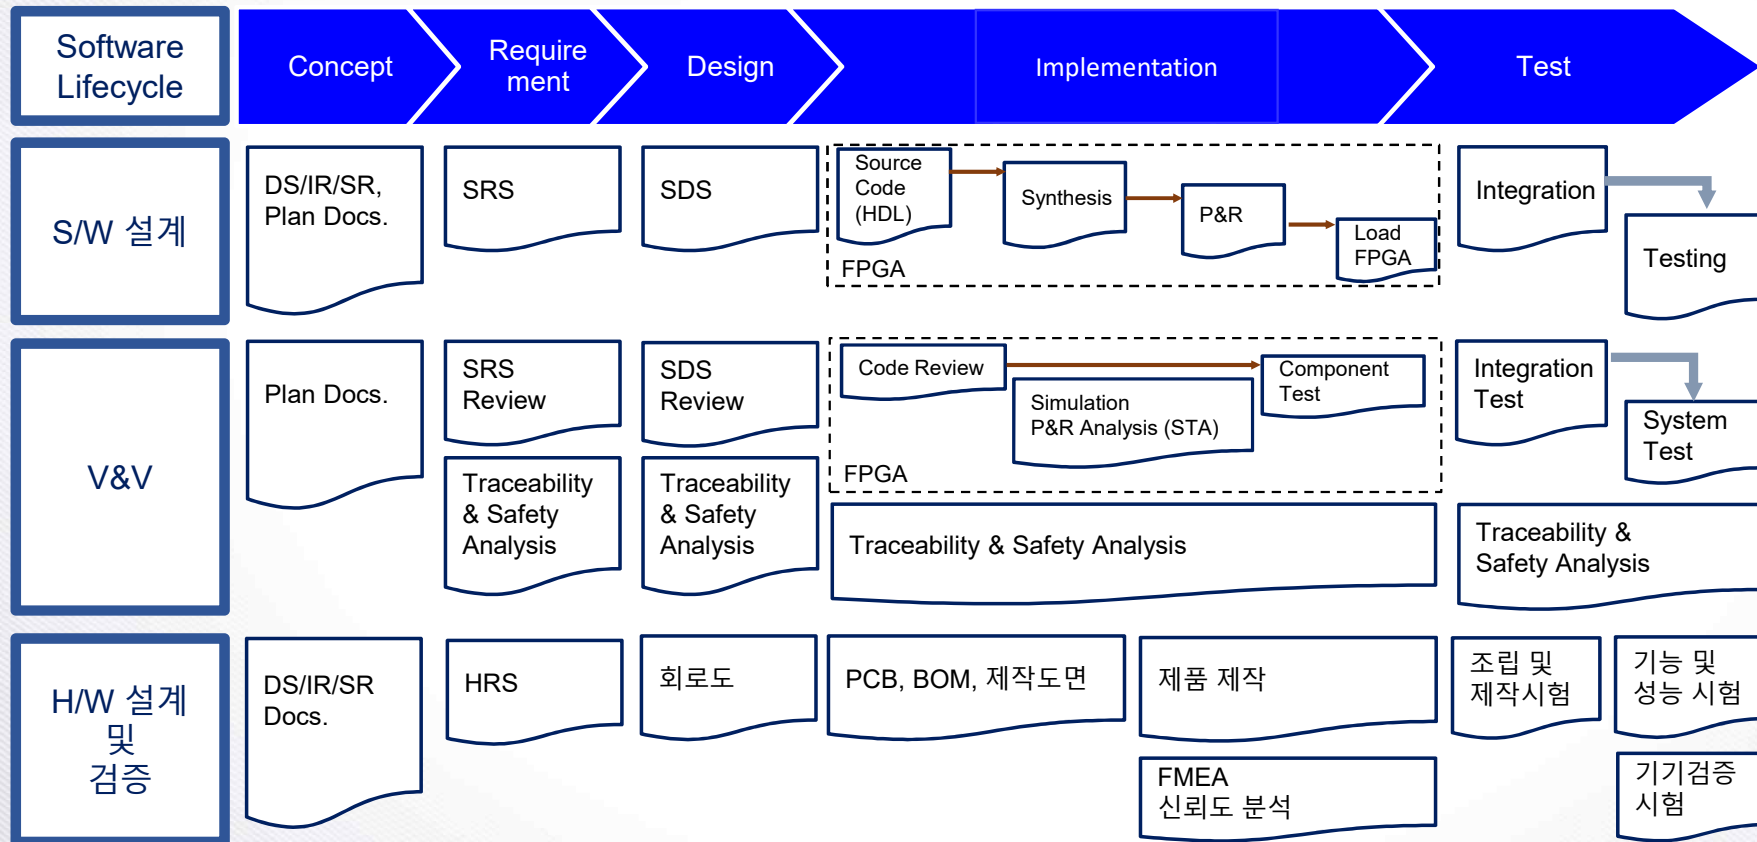 Software
Lifecycle
Concept
Require
ment
Design
Implementation
Test
S/W 설계
DS/IR/SR,
Plan Docs.
SRS
SDS
Source
Code
(HDL)
Synthesis
P&R
Load
FPGA
FPGA
Integration
Testing
V&V
Plan Docs.
SRS
Review
SDS
Review
Code Review
Simulation
P&R Analysis (STA)
Component
Test
FPGA
Integration
Test
System
Test
Traceability
& Safety
Analysis
Traceability
& Safety
Analysis
Traceability & Safety Analysis
Traceability &
Safety Analysis
H/W 설계
및
검증
DS/IR/SR
Docs.
HRS
회로도
PCB, BOM, 제작도면
제품 제작
조립 및
제작시험
기능 및
성능 시험
FMEA
신뢰도 분석
기기검증
시험